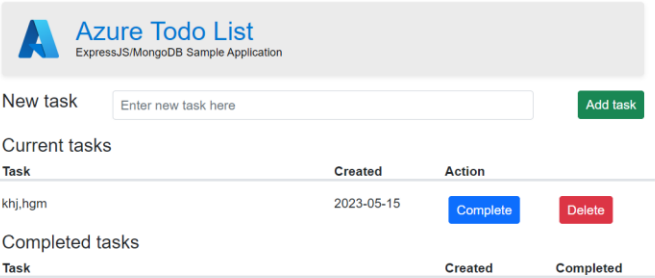 Azure Todo List
ExpressJS/MongoDB Sample Application
New task Enter new task here Add task
Current tasks
Task Created Action
khj,hgm 2023-05-15 Complete Delete
Completed tasks
Task Created Completed